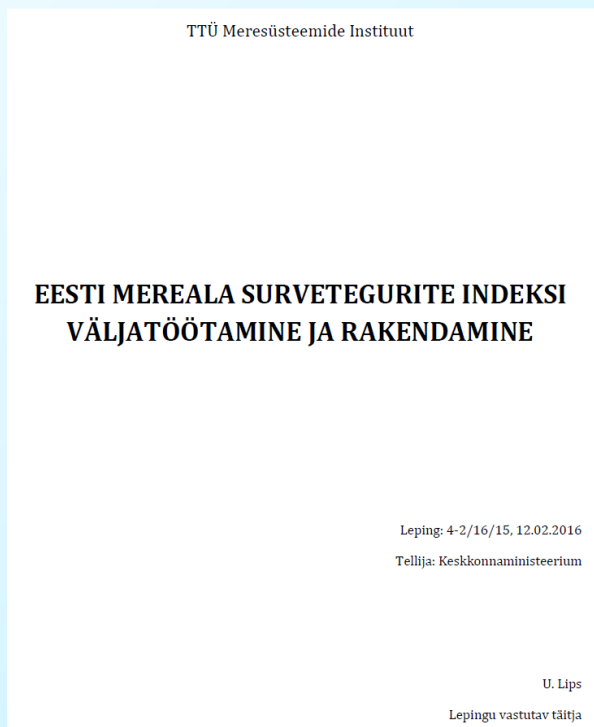 TTÜ Meresüsteemide Instituut
EESTI MEREALA SURVETEGURITE INDEKSI
VÄLJATÖÖTAMINE JA RAKENDAMINE
Leping: 4-2/16/15, 12.02.2016
Tellija: Keskkonnaministeerium
U. Lips
Lepingu vastutav täitja